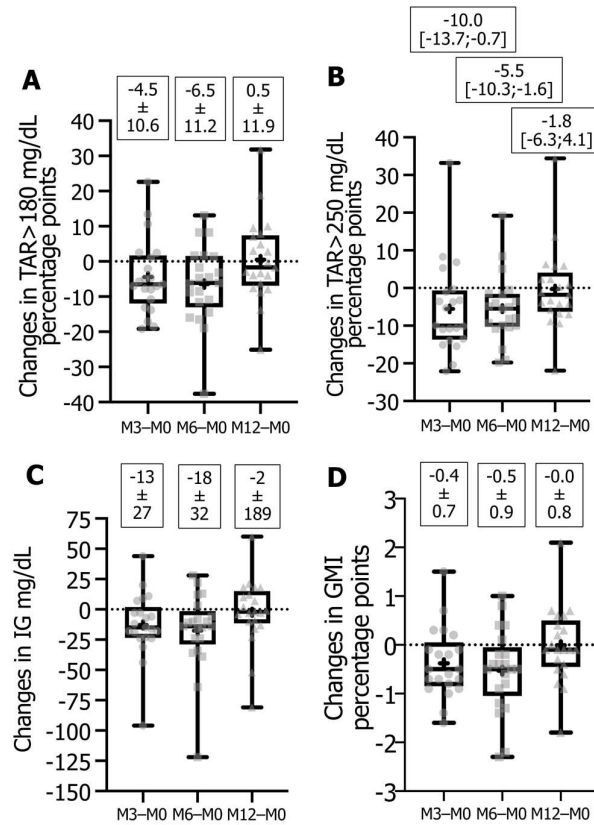 A
-4.5
±
10.6
-6.5
±
11.2
0.5
±
11.9
Changes in TAR>180 mg/dL
percentage points
40
30
20
10
0
-10
-20
-30
-40
M3–M0
M6–M0
M12–M0
B
-10.0
[-13.7;-0.7]
-5.5
[-10.3;-1.6]
-1.8
[-6.3;4.1]
Changes in TAR>250 mg/dL
percentage points
40
30
20
10
0
-10
-20
-30
M3–M0
M6–M0
M12–M0
C
-13
±
27
-18
±
32
-2
±
189
Changes in IG mg/dL
75
50
25
0
-25
-50
-75
-100
-125
-150
M3–M0
M6–M0
M12–M0
D
-0.4
±
0.7
-0.5
±
0.9
-0.0
±
0.8
Changes in GMI
percentage points
3
2
1
0
-1
-2
-3
M3–M0
M6–M0
M12–M0